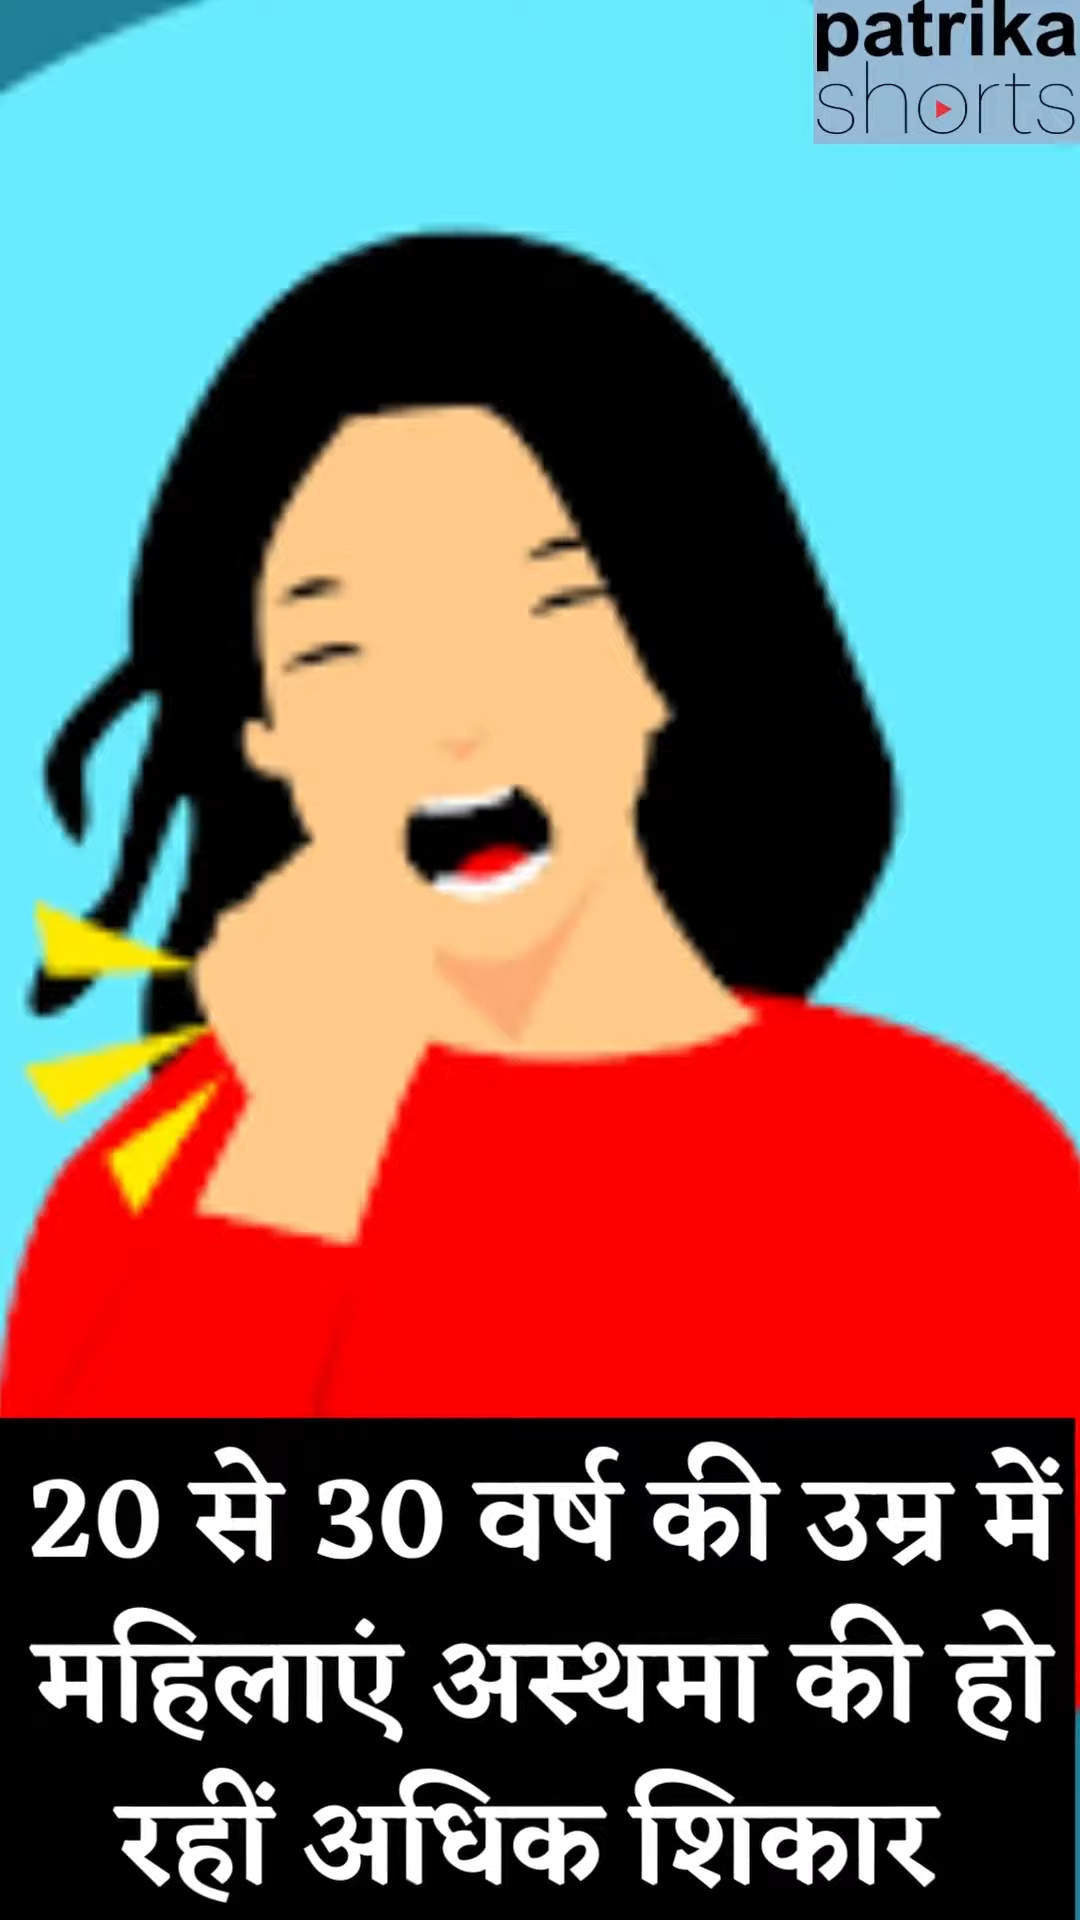 patrika
shorts
20 से 30 वर्ष की उम्र में
महिलाएं अस्थमा की हो
रहीं अधिक शिकार